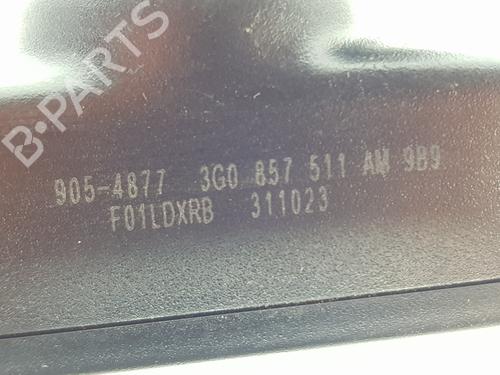 B-PARTS
905-4877 3G0 857 511 AM 9B9
F01LDXRB 311023